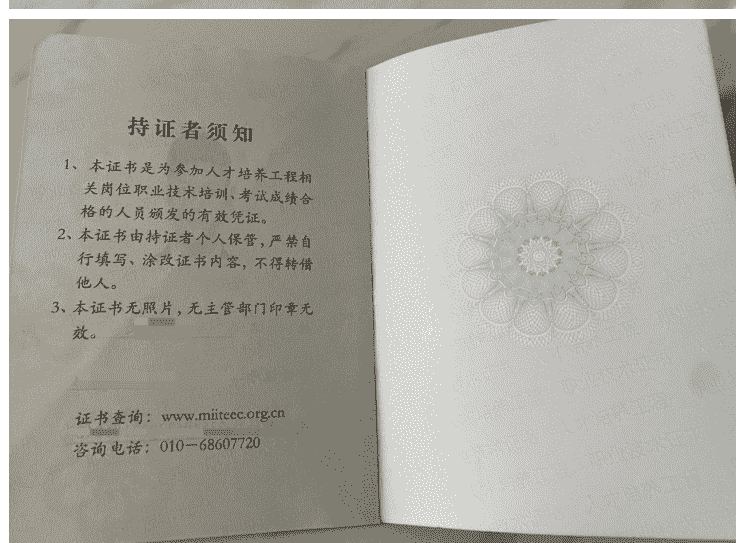 持证者须知
1、本证书是为参加人才培养工程相
关岗位职业技术培训、考试成绩合
格的人员颁发的有效凭证。
2、本证书由持证者个人保管，严禁自
行填写、涂改证书内容，不得转借
他人。
3、本证书无照片，无主管部门印章无
效。
证书查询：www.miiteec.org.cn
咨询电话：010－68607720